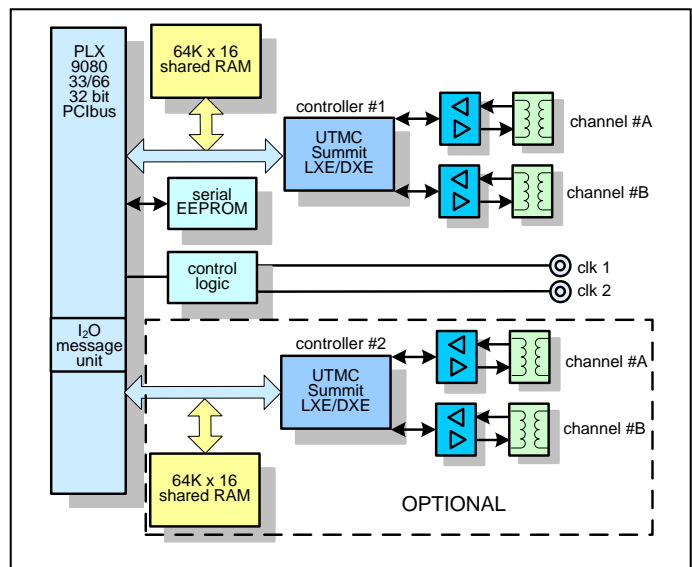 PLX
9080
33/66
32 bit
PCIbus
64K x 16
shared RAM
controller #1
UTMC
Summit
LXE/DXE
channel #A
channel #B
serial
EEPROM
control
logic
clk 1
clk 2
I₂O
message
unit
controller #2
UTMC
Summit
LXE/DXE
channel #A
channel #B
64K x 16
shared RAM
OPTIONAL